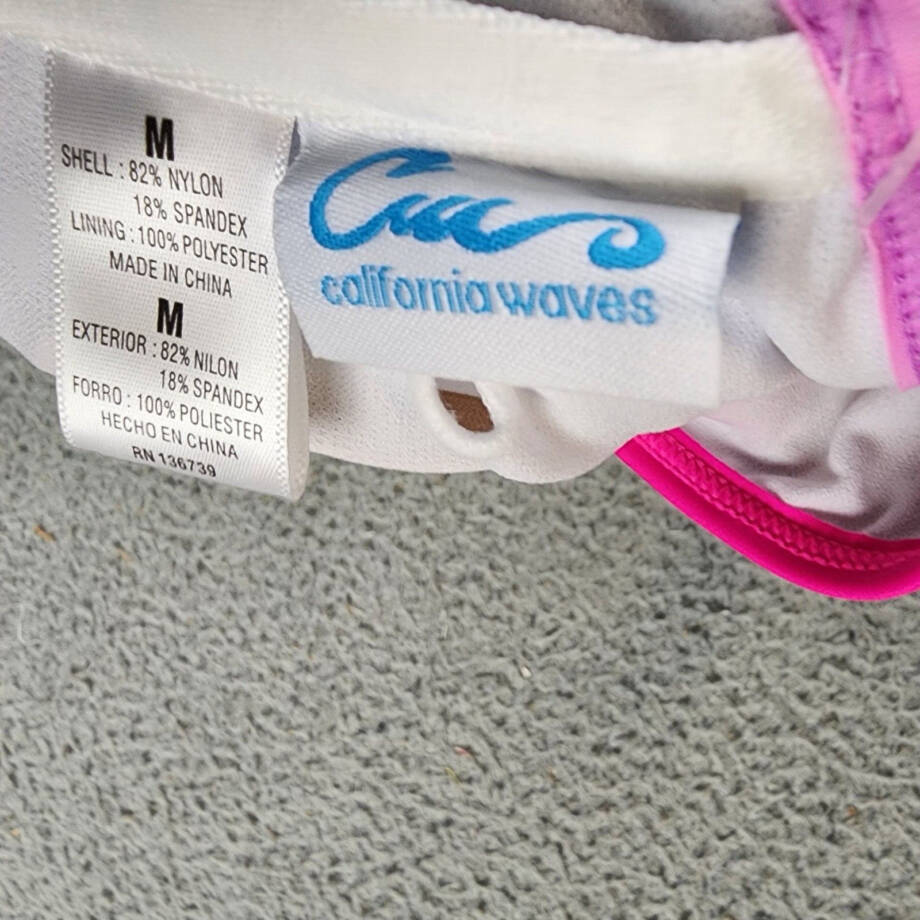 M
SHELL : 82% NYLON
18% SPANDEX
LINING : 100% POLYESTER
MADE IN CHINA
M
EXTERIOR : 82% NILON
18% SPANDEX
FORRO : 100% POLIESTER
HECHO EN CHINA
RN 136739
california waves